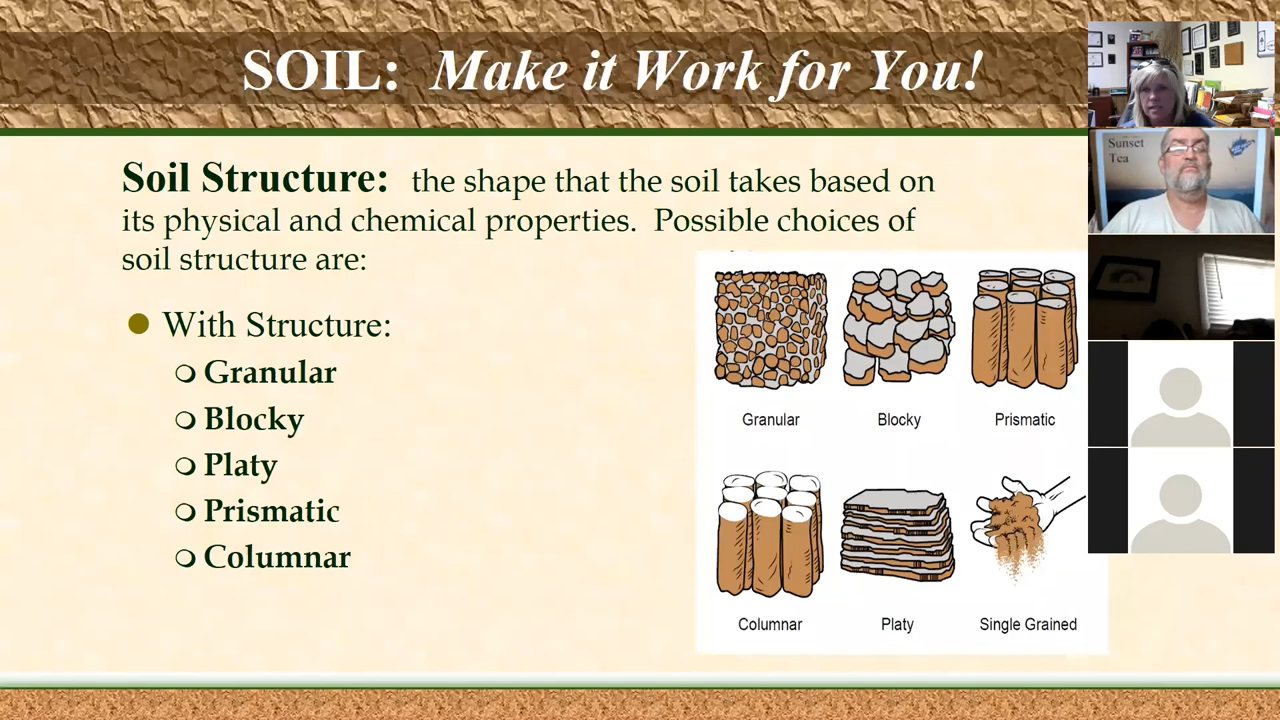 SOIL: Make it Work for You!
Soil Structure: the shape that the soil takes based on
its physical and chemical properties. Possible choices of
soil structure are:
With Structure:
Granular
Blocky
Platy
Prismatic
Columnar
Granular Blocky Prismatic
Columnar Platy Single Grained
Sunset
Tea